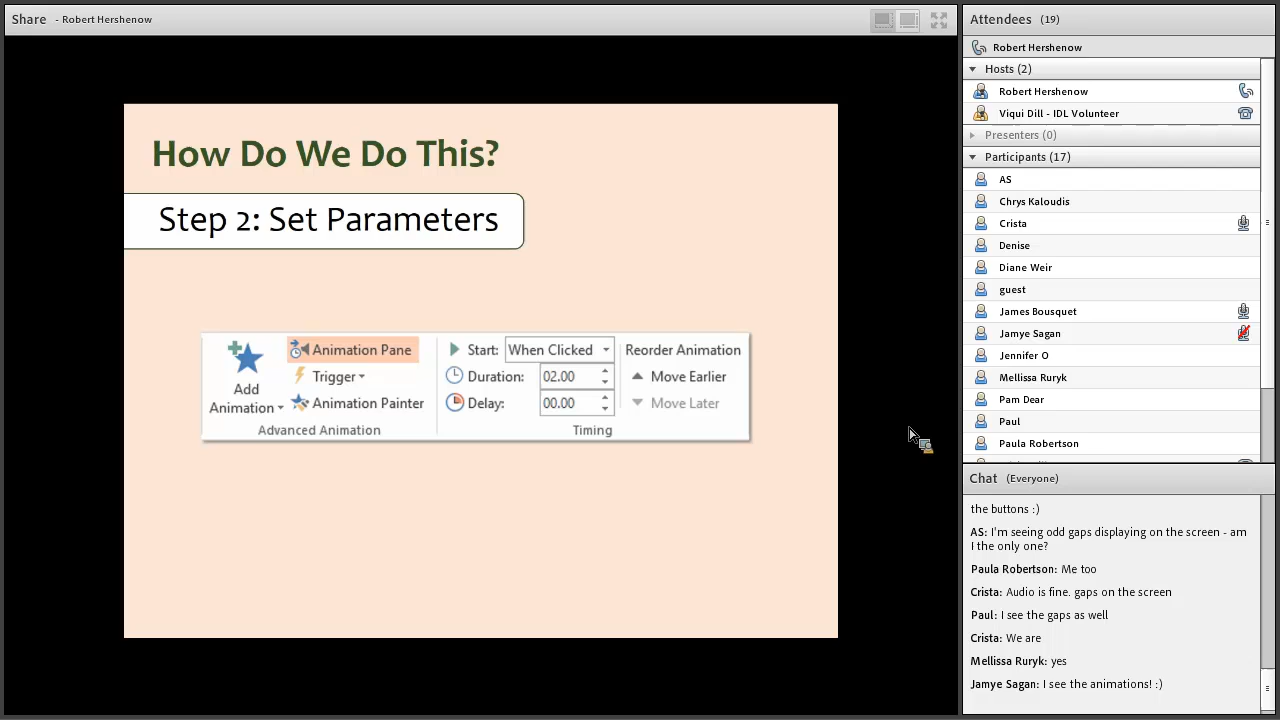 Share - Robert Hershenow
How Do We Do This?
Step 2: Set Parameters
Add
Animation
Animation Pane
Trigger
Animation Painter
Advanced Animation
Start: When Clicked
Duration: 02.00
Delay: 00.00
Timing
Reorder Animation
Move Earlier
Move Later
Attendees (19)
Robert Hershenow
Hosts (2)
Robert Hershenow
Viqui Dill - IDL Volunteer
Presenters (0)
Participants (17)
AS
Chrys Kaloudis
Crista
Denise
Diane Weir
guest
James Bousquet
Jamye Sagan
Jennifer O
Mellissa Ruryk
Pam Dear
Paul
Paula Robertson
Chat (Everyone)
the buttons :)
AS: I'm seeing odd gaps displaying on the screen - am
I the only one?
Paula Robertson: Me too
Crista: Audio is fine. gaps on the screen
Paul: I see the gaps as well
Crista: We are
Mellissa Ruryk: yes
Jamye Sagan: I see the animations! :)